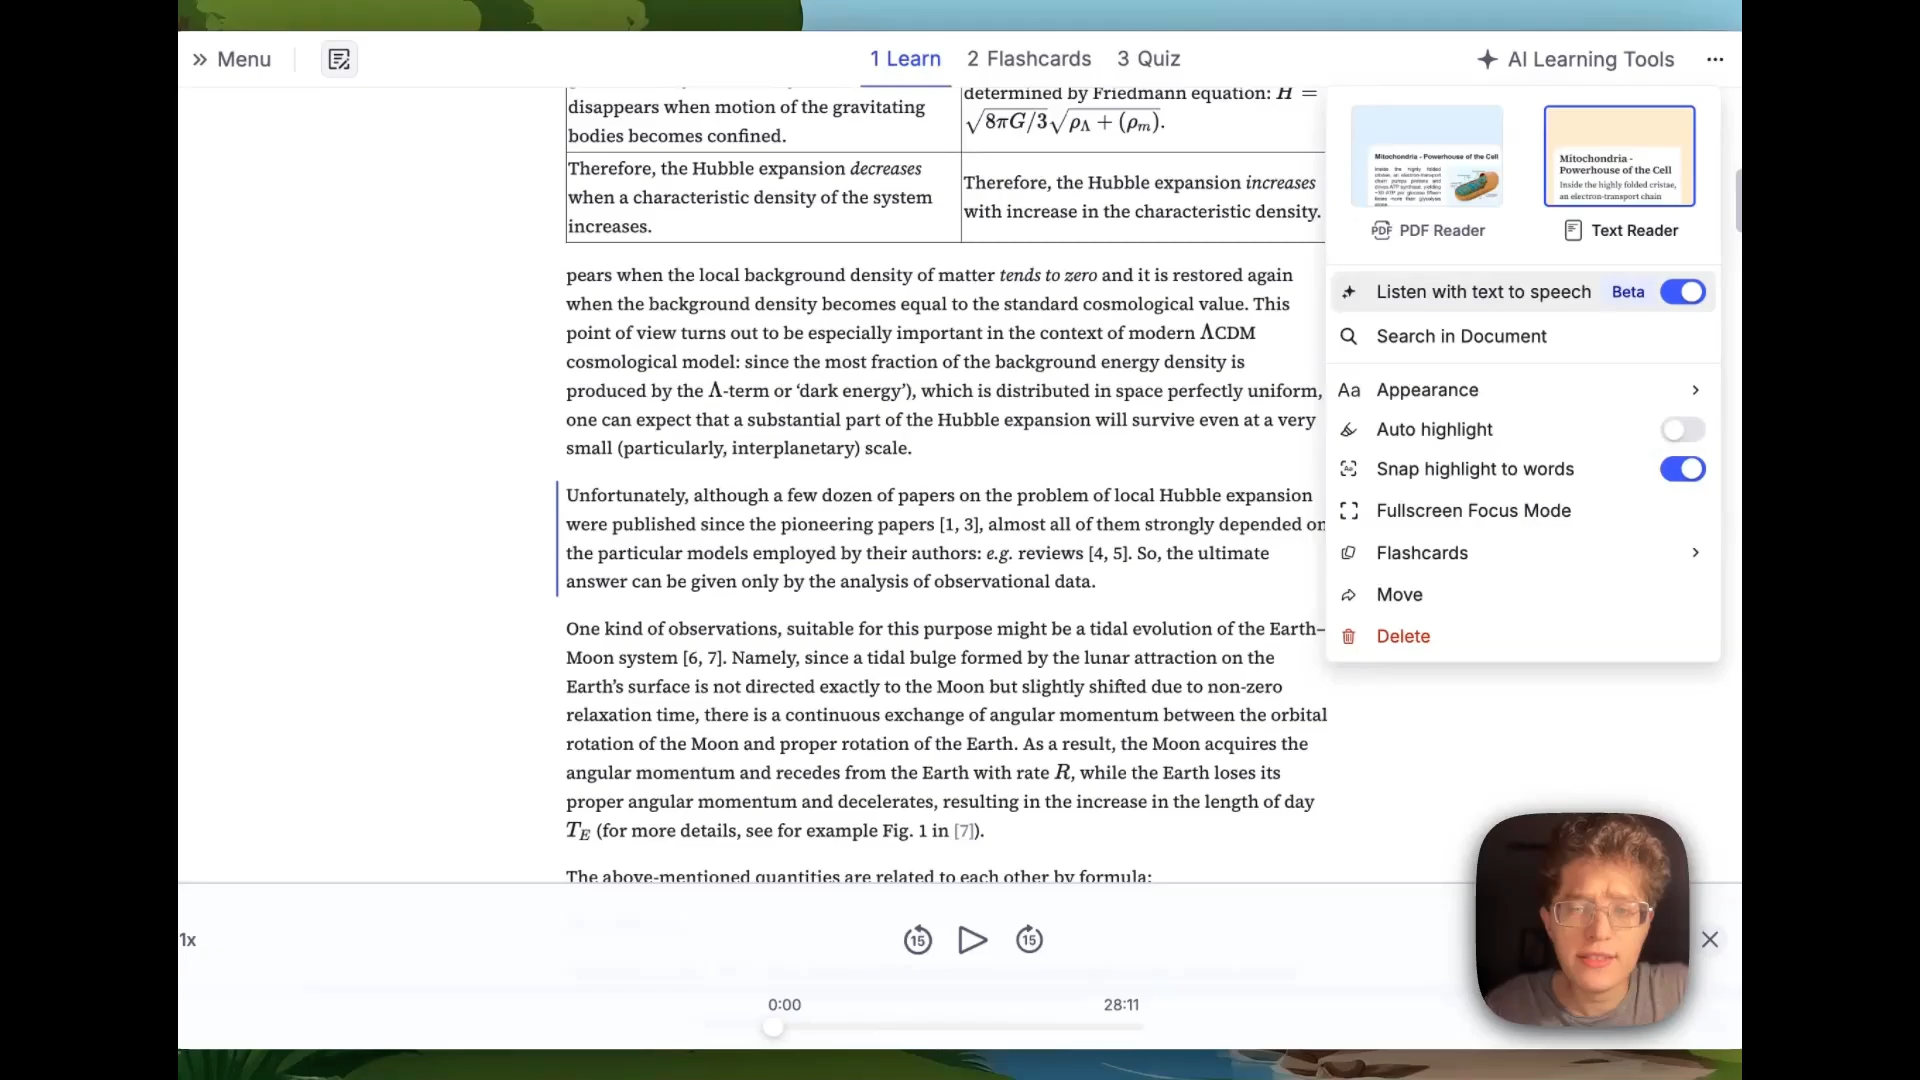 Menu
1 Learn
2 Flashcards
3 Quiz
AI Learning Tools
disappears when motion of the gravitating
bodies becomes confined.
determined by Friedmann equation: H =
√8πG/3√ρΛ + (ρm).
Therefore, the Hubble expansion decreases
when a characteristic density of the system
increases.
Therefore, the Hubble expansion increases
with increase in the characteristic density.
pears when the local background density of matter tends to zero and it is restored again
when the background density becomes equal to the standard cosmological value. This
point of view turns out to be especially important in the context of modern ΛCDM
cosmological model: since the most fraction of the background energy density is
produced by the Λ-term or ‘dark energy’), which is distributed in space perfectly uniform,
one can expect that a substantial part of the Hubble expansion will survive even at a very
small (particularly, interplanetary) scale.
Unfortunately, although a few dozen of papers on the problem of local Hubble expansion
were published since the pioneering papers [1, 3], almost all of them strongly depended on
the particular models employed by their authors: e.g. reviews [4, 5]. So, the ultimate
answer can be given only by the analysis of observational data.
One kind of observations, suitable for this purpose might be a tidal evolution of the Earth–
Moon system [6, 7]. Namely, since a tidal bulge formed by the lunar attraction on the
Earth’s surface is not directed exactly to the Moon but slightly shifted due to non-zero
relaxation time, there is a continuous exchange of angular momentum between the orbital
rotation of the Moon and proper rotation of the Earth. As a result, the Moon acquires the
angular momentum and recedes from the Earth with rate R, while the Earth loses its
proper angular momentum and decelerates, resulting in the increase in the length of day
TE (for more details, see for example Fig. 1 in [7]).
The above-mentioned quantities are related to each other by formula:
Mitochondria - Powerhouse of the Cell
PDF PDF Reader
Mitochondria -
Powerhouse of the Cell
Inside the highly folded cristae,
an electron-transport chain
Text Reader
Listen with text to speech Beta
Search in Document
Aa Appearance
Auto highlight
Snap highlight to words
Fullscreen Focus Mode
Flashcards
Move
Delete
1x
15
15
0:00
28:11